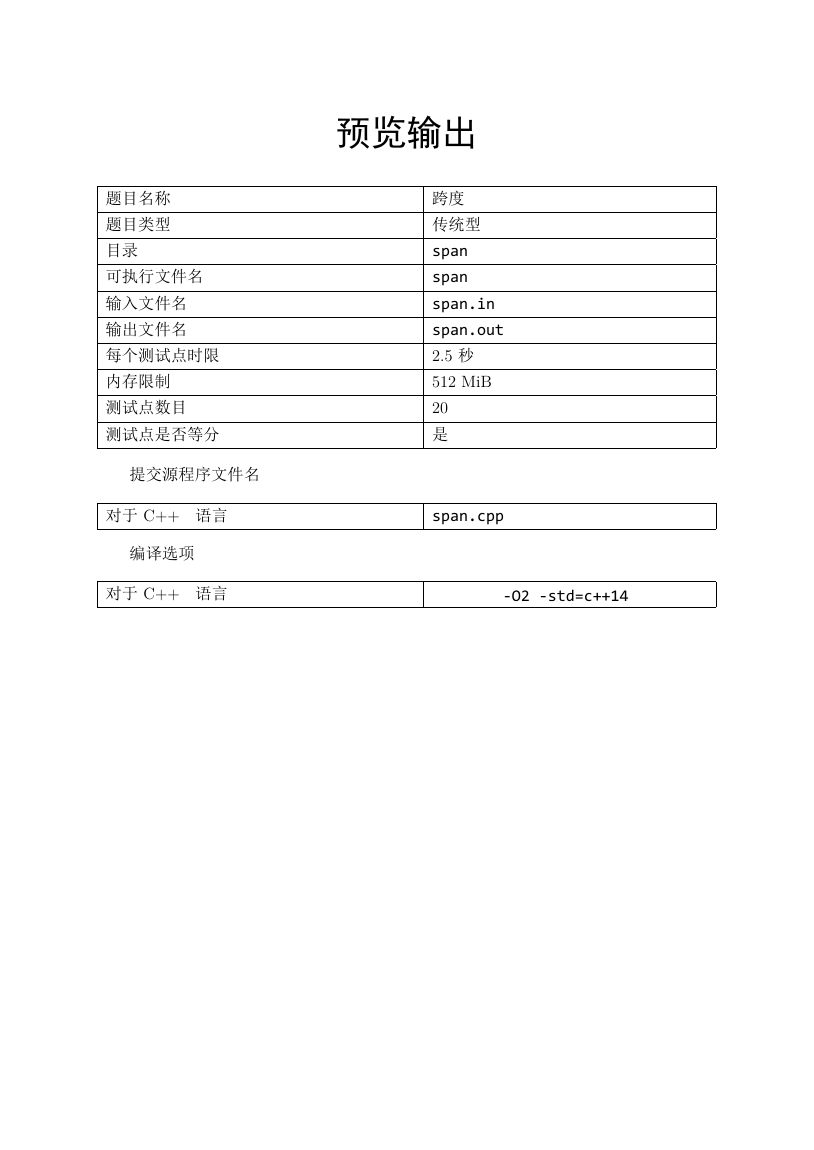 预览输出
题目名称 跨度
题目类型 传统型
目录 span
可执行文件名 span
输入文件名 span.in
输出文件名 span.out
每个测试点时限 2.5 秒
内存限制 512 MiB
测试点数目 20
测试点是否等分 是
提交源程序文件名
对于 C++ 语言 span.cpp
编译选项
对于 C++ 语言 -O2 -std=c++14